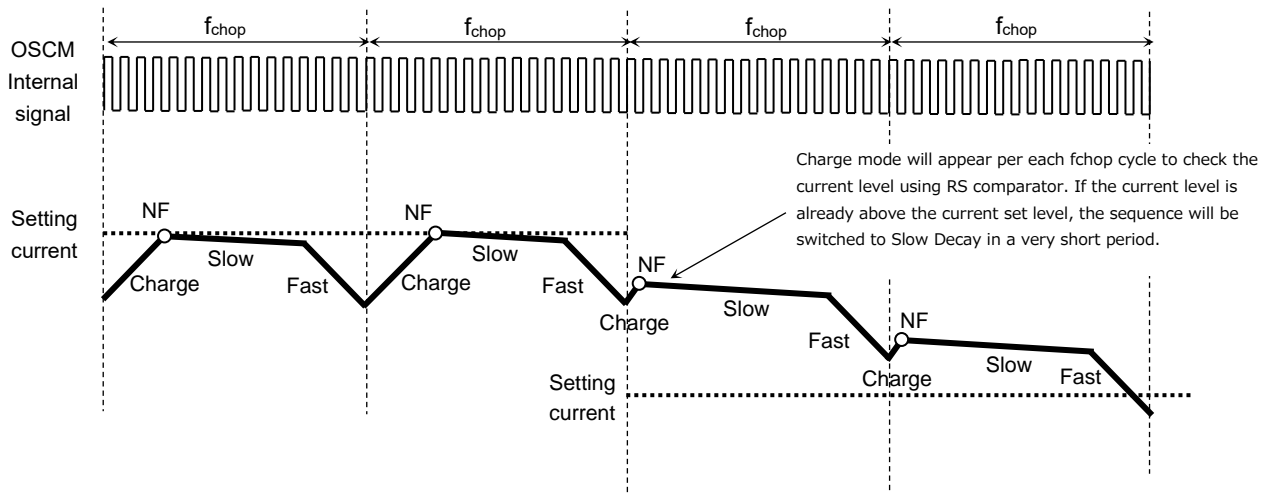 fchop fchop fchop fchop
OSCM
Internal
signal
Charge mode will appear per each fchop cycle to check the
current level using RS comparator. If the current level is
already above the current set level, the sequence will be
switched to Slow Decay in a very short period.
Setting
current
NF
Charge
Slow
Fast
NF
Charge
Slow
Fast
NF
Charge
Slow
Fast
NF
Charge
Slow
Fast
Setting
current